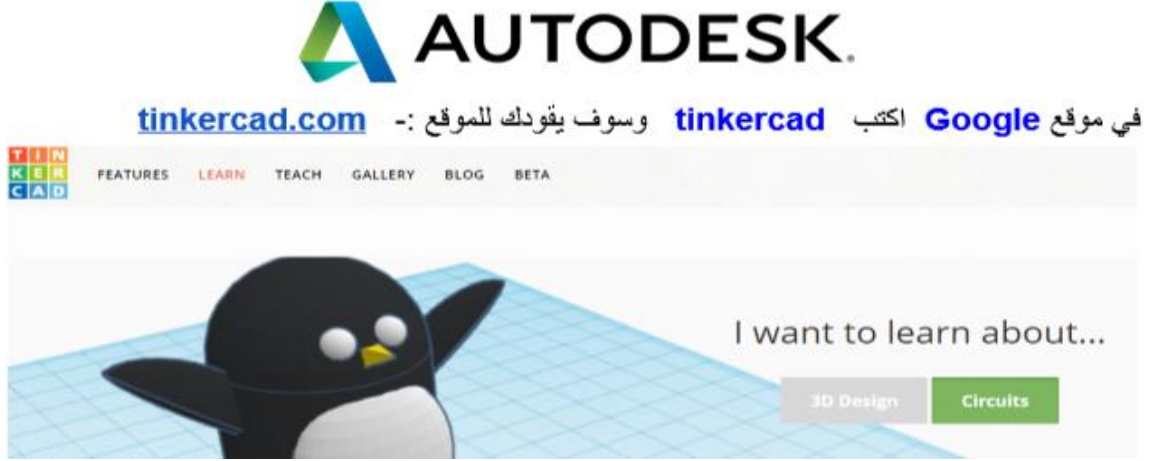 AUTODESK.
في موقع Google اكتب tinkercad وسوف يقودك للموقع :- tinkercad.com
TIN
KER
CAD
FEATURES LEARN TEACH GALLERY BLOG BETA
I want to learn about...
3D Design Circuits